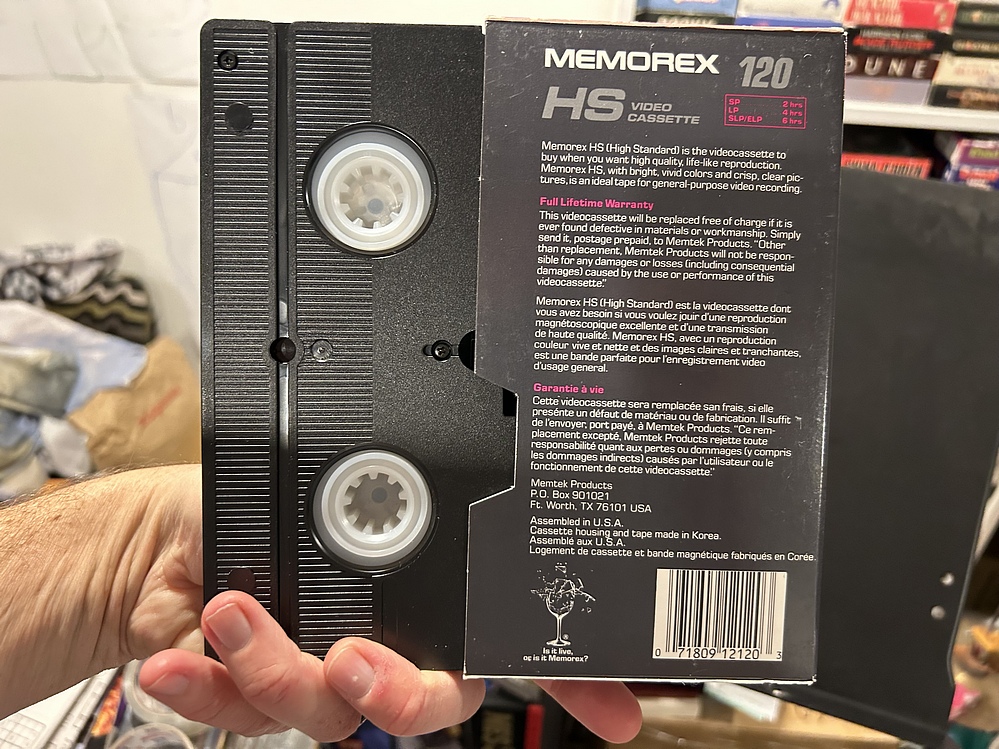 MEMOREX 120
HS VIDEO CASSETTE
SP 2 hrs
LP 4 hrs
SLP/ELP 6 hrs
Memorex HS (High Standard) is the videocassette to
buy when you want high quality, life-like reproduction.
Memorex HS, with bright, vivid colors and crisp, clear pic-
tures, is an ideal tape for general-purpose video recording.
Full Lifetime Warranty
This videocassette will be replaced free of charge if it is
ever found defective in materials or workmanship. Simply
send it, postage prepaid, to Memtek Products. "Other
than replacement, Memtek Products will not be respon-
sible for any damages or losses (including consequential
damages) caused by the use or performance of this
videocassette."
Memorex HS (High Standard) est la videocassette dont
vous avez besoin si vous voulez jouir d'une reproduction
magnétoscopique excellente et d'une transmission
de haute qualité. Memorex HS, avec un reproduction
couleur vive et nette et des images claires et tranchantes,
est une bande parfaite pour l'enregistrement video
d'usage general.
Garantie à vie
Cette videocassette sera remplacée sans frais, si elle
présente un défaut de matériau ou de fabrication. Il suffit
de l'envoyer, port payé, à Memtek Products. "Ce rem-
placement excepté, Memtek Products rejette toute
responsabilité quant aux pertes ou dommages (y compris
les dommages indirects) causés par l'utilisateur ou le
fonctionnement de cette videocassette."
Memtek Products
P.O. Box 901021
Ft. Worth, TX 76101 USA
Assembled in U.S.A.
Cassette housing and tape made in Korea.
Assemblé aux U.S.A.
Logement de cassette et bande magnétique fabriqués en Corée.
Is it live,
or is it Memorex?
0 71809 12120 3
DUNE